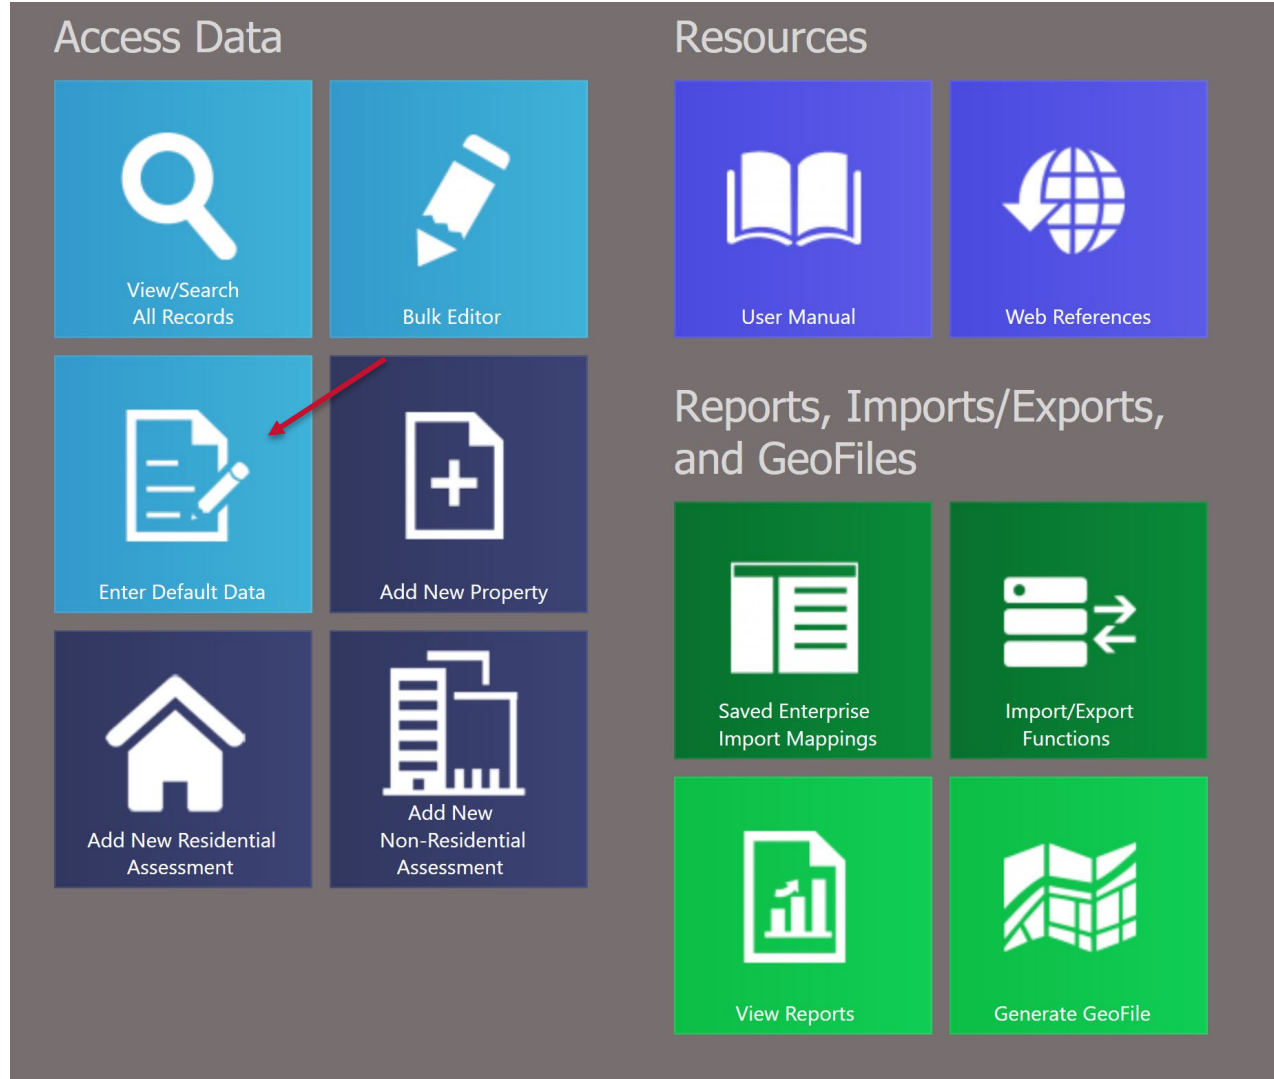 Access Data
View/Search
All Records
Bulk Editor
Enter Default Data
Add New Property
Add New Residential
Assessment
Add New
Non-Residential
Assessment
Resources
User Manual
Web References
Reports, Imports/Exports,
and GeoFiles
Saved Enterprise
Import Mappings
Import/Export
Functions
View Reports
Generate GeoFile